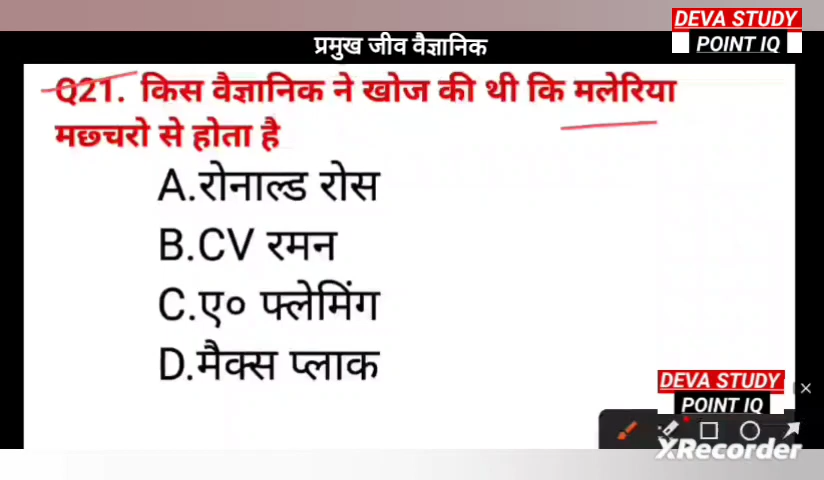 DEVA STUDY
POINT IQ
प्रमुख जीव वैज्ञानिक
Q21. किस वैज्ञानिक ने खोज की थी कि मलेरिया
मछचरो से होता है
A.रोनाल्ड रोस
B.CV रमन
C.ए० फ्लेमिंग
D.मैक्स प्लाक
DEVA STUDY
POINT IQ
XRecorder